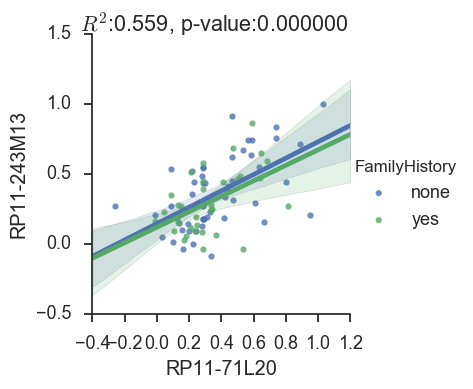 R²:0.559, p-value:0.000000
1.5
1.0
0.5
0.0
−0.5
RP11-243M13
FamilyHistory
none
yes
−0.4 −0.2 0.0 0.2 0.4 0.6 0.8 1.0 1.2
RP11-71L20